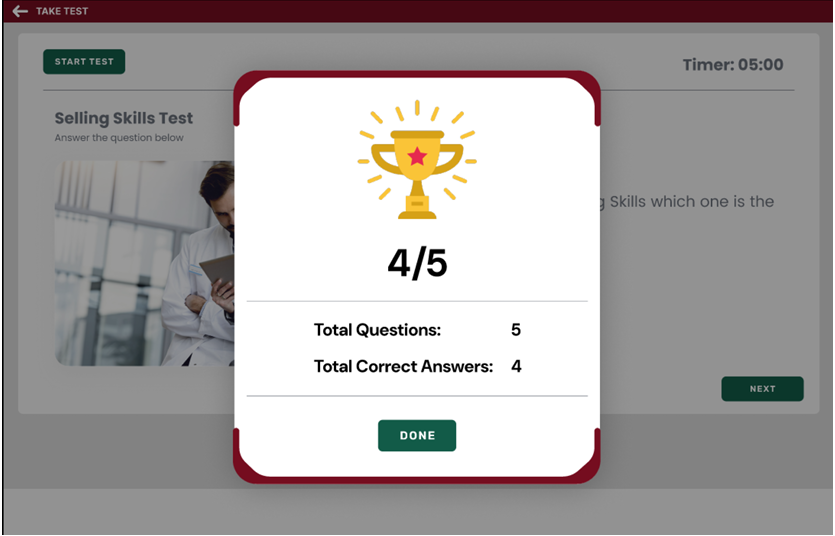 TAKE TEST
START TEST
Timer: 05:00
Selling Skills Test
Answer the question below
Skills which one is the
4/5
Total Questions: 5
Total Correct Answers: 4
NEXT
DONE